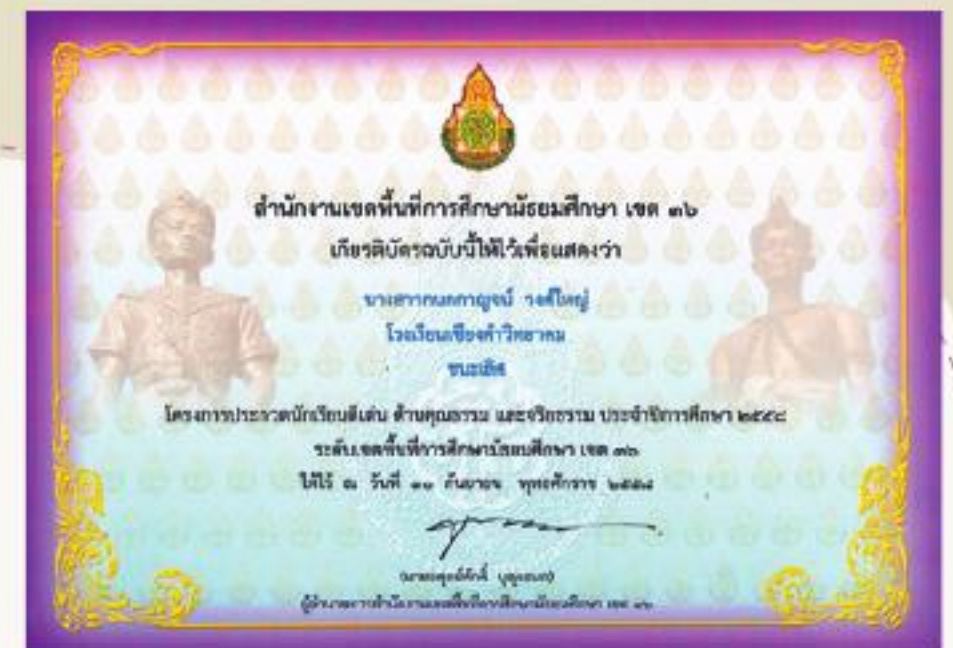 สำนักงานเขตพื้นที่การศึกษามัธยมศึกษา เขต ๓๖
เกียรติบัตรฉบับนี้ให้ไว้เพื่อแสดงว่า
วงศ์ใหญ่
โรงเรียนเชียงคำวิทยาคม
ชนะเลิศ
โครงการประกวดนักเรียนดีเด่น ด้านคุณธรรม และจริยธรรม ประจำปีการศึกษา ๒๕๕๘
ระดับเขตพื้นที่การศึกษามัธยมศึกษา เขต ๓๖
ให้ไว้ ณ วันที่ กันยายน พุทธศักราช ๒๕๕๘
ผู้อำนวยการสำนักงานเขตพื้นที่การศึกษามัธยมศึกษา เขต ๓๖